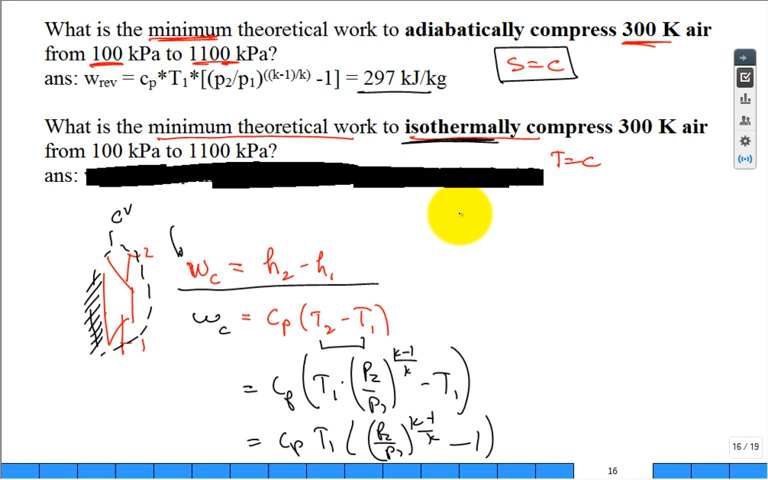 What is the minimum theoretical work to adiabatically compress 300 K air
from 100 kPa to 1100 kPa?
S=C
ans: wrev = cp*T1*[(p2/p1)((k-1)/k) -1] = 297 kJ/kg
What is the minimum theoretical work to isothermally compress 300 K air
from 100 kPa to 1100 kPa?
T=C
ans:
CV
2
1
wc = h2 - h1
wc = cp(T2 - T1)
= cp(T1·(P2/P1)^(k-1/k) - T1)
= cp T1((P2/P1)^(k-1/k) - 1)
16 / 19
16